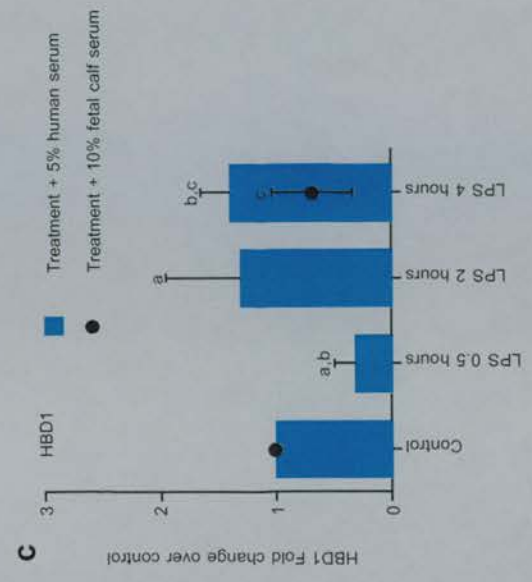 C
HBD1
Treatment + 5% human serum
Treatment + 10% fetal calf serum
HBD1 Fold change over control
3
2
1
0
a,b
a
b,c
c
Control
LPS 0.5 hours
LPS 2 hours
LPS 4 hours